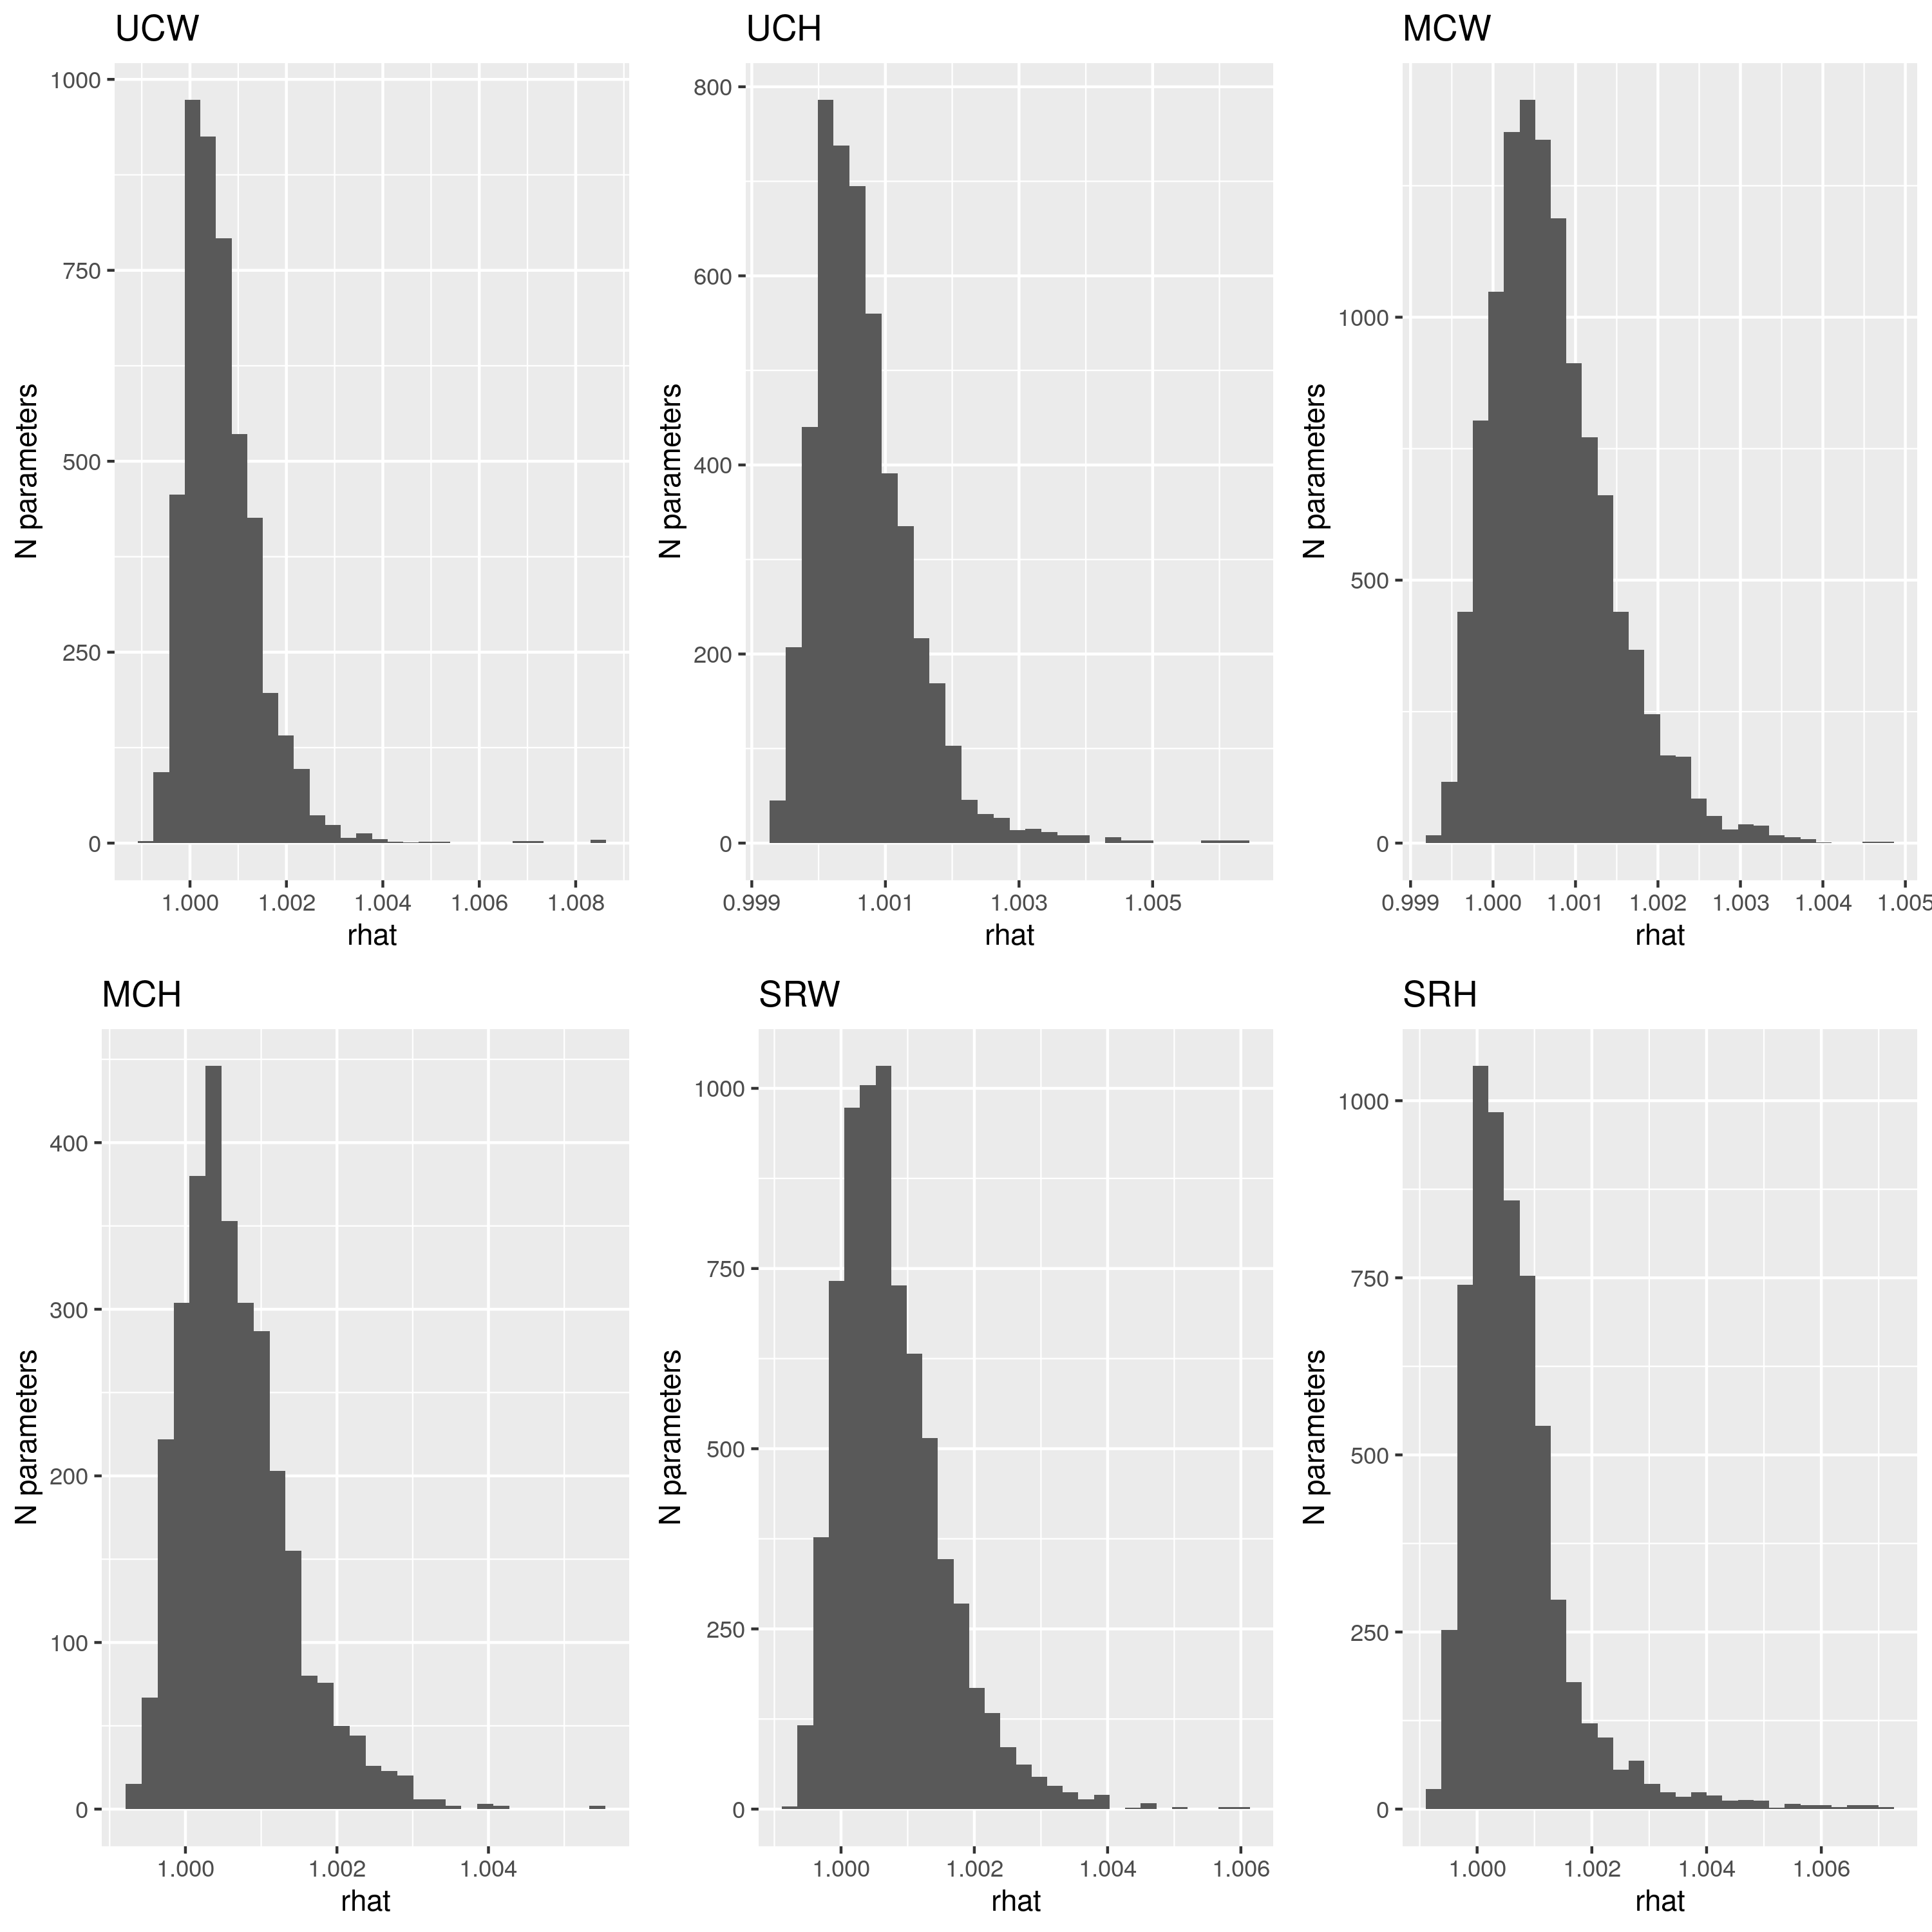 UCW
1000
750
500
250
0
N parameters
1.000 1.002 1.004 1.006 1.008
rhat
UCH
800
600
400
200
0
N parameters
0.999 1.001 1.003 1.005
rhat
MCW
1000
500
0
N parameters
0.999 1.000 1.001 1.002 1.003 1.004 1.005
rhat
MCH
400
300
200
100
0
N parameters
1.000 1.002 1.004
rhat
SRW
1000
750
500
250
0
N parameters
1.000 1.002 1.004 1.006
rhat
SRH
1000
750
500
250
0
N parameters
1.000 1.002 1.004 1.006
rhat